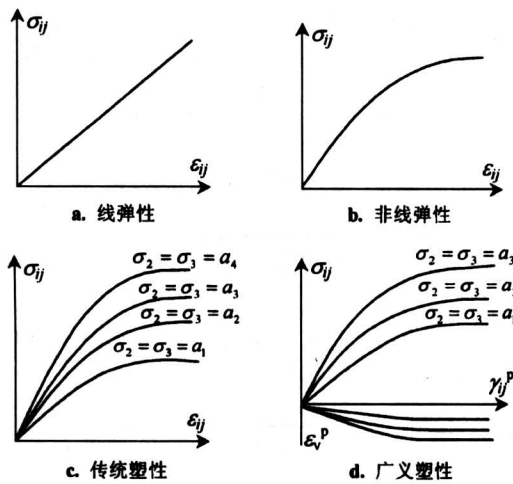 σij
εij
a. 线弹性
σij
εij
b. 非线弹性
σij
σ2 = σ3 = a4
σ2 = σ3 = a3
σ2 = σ3 = a2
σ2 = σ3 = a1
εij
c. 传统塑性
σij
σ2 = σ3 = a3
σ2 = σ3 = a
σ2 = σ3 = a
γij^p
εv^p
d. 广义塑性